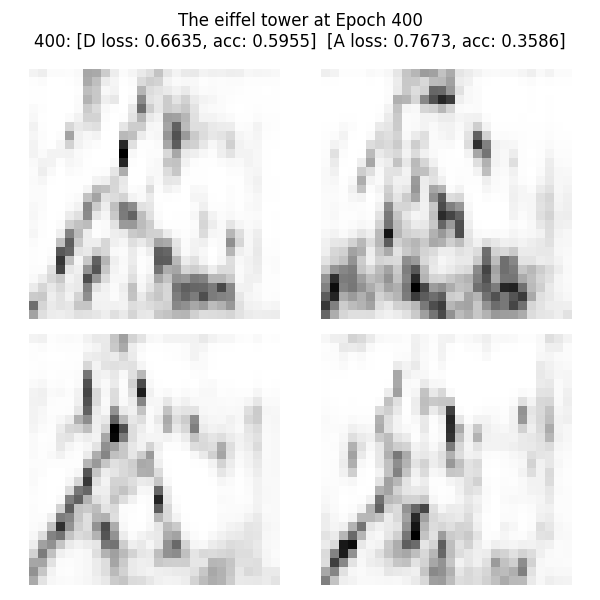 The eiffel tower at Epoch 400
400: [D loss: 0.6635, acc: 0.5955]  [A loss: 0.7673, acc: 0.3586]